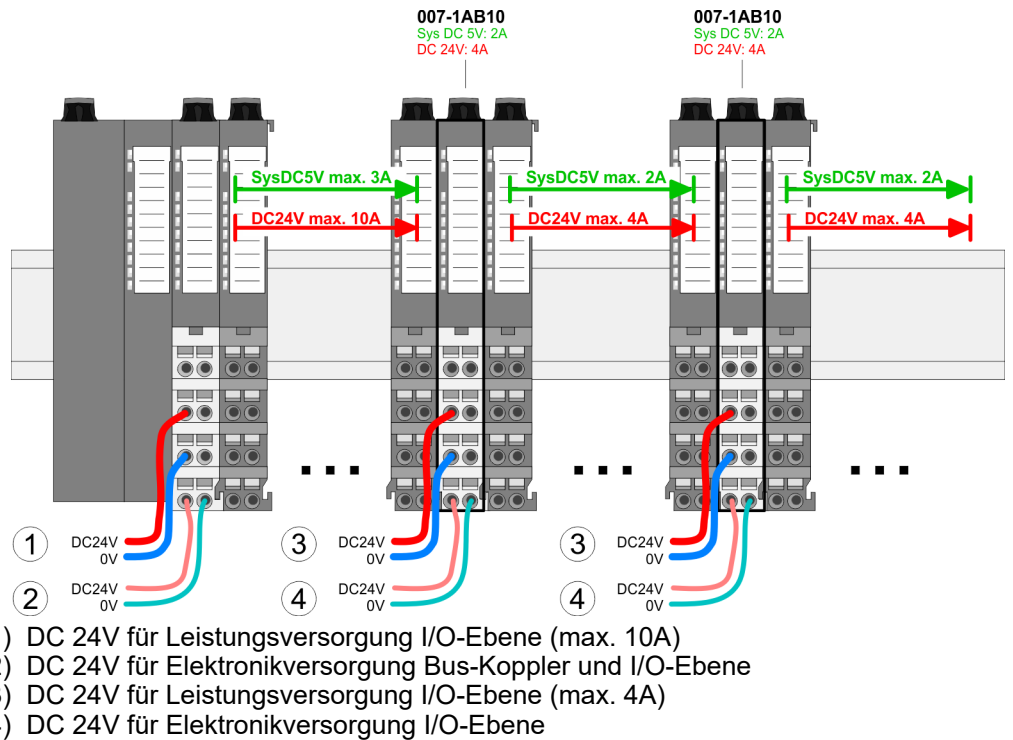 007-1AB10 007-1AB10
Sys DC 5V: 2A Sys DC 5V: 2A
DC 24V: 4A DC 24V: 4A
SysDC5V max. 3A SysDC5V max. 2A SysDC5V max. 2A
DC24V max. 10A DC24V max. 4A DC24V max. 4A
1 DC24V 3 DC24V 3 DC24V
0V 0V 0V
2 DC24V 4 DC24V 4 DC24V
0V 0V 0V
) DC 24V für Leistungsversorgung I/O-Ebene (max. 10A)
) DC 24V für Elektronikversorgung Bus-Koppler und I/O-Ebene
) DC 24V für Leistungsversorgung I/O-Ebene (max. 4A)
) DC 24V für Elektronikversorgung I/O-Ebene